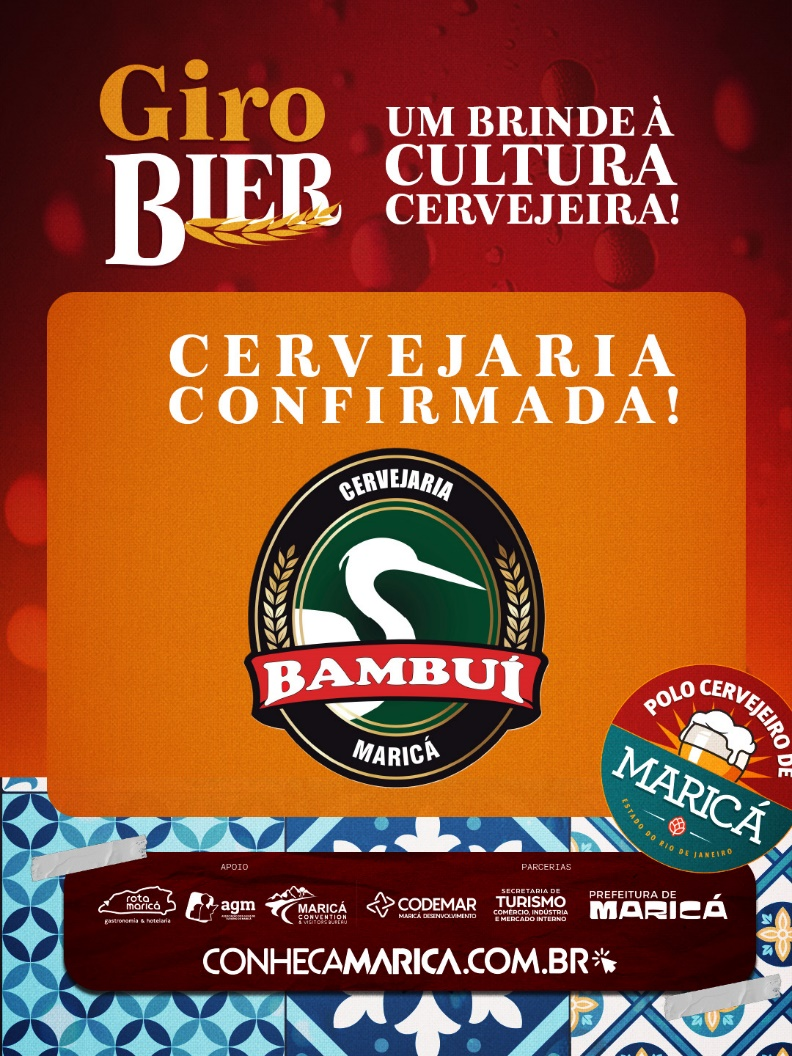 Giro
BIER
UM BRINDE À
CULTURA
CERVEJEIRA!
CERVEJARIA
CONFIRMADA!
CERVEJARIA
BAMBUÍ
MARICÁ
POLO CERVEJEIRO DE
MARICÁ
ESTADO DO RIO DE JANEIRO
APOIO
PARCERIAS
rota
maricá
gastronomia & hotelaria
agm
MARICÁ
CONVENTION
& VISITORS BUREAU
CODEMAR
MARICÁ DESENVOLVIMENTO
SECRETARIA DE
TURISMO
COMÉRCIO, INDÚSTRIA
E MERCADO INTERNO
PREFEITURA DE
MARICÁ
CONHECAMARICA.COM.BR